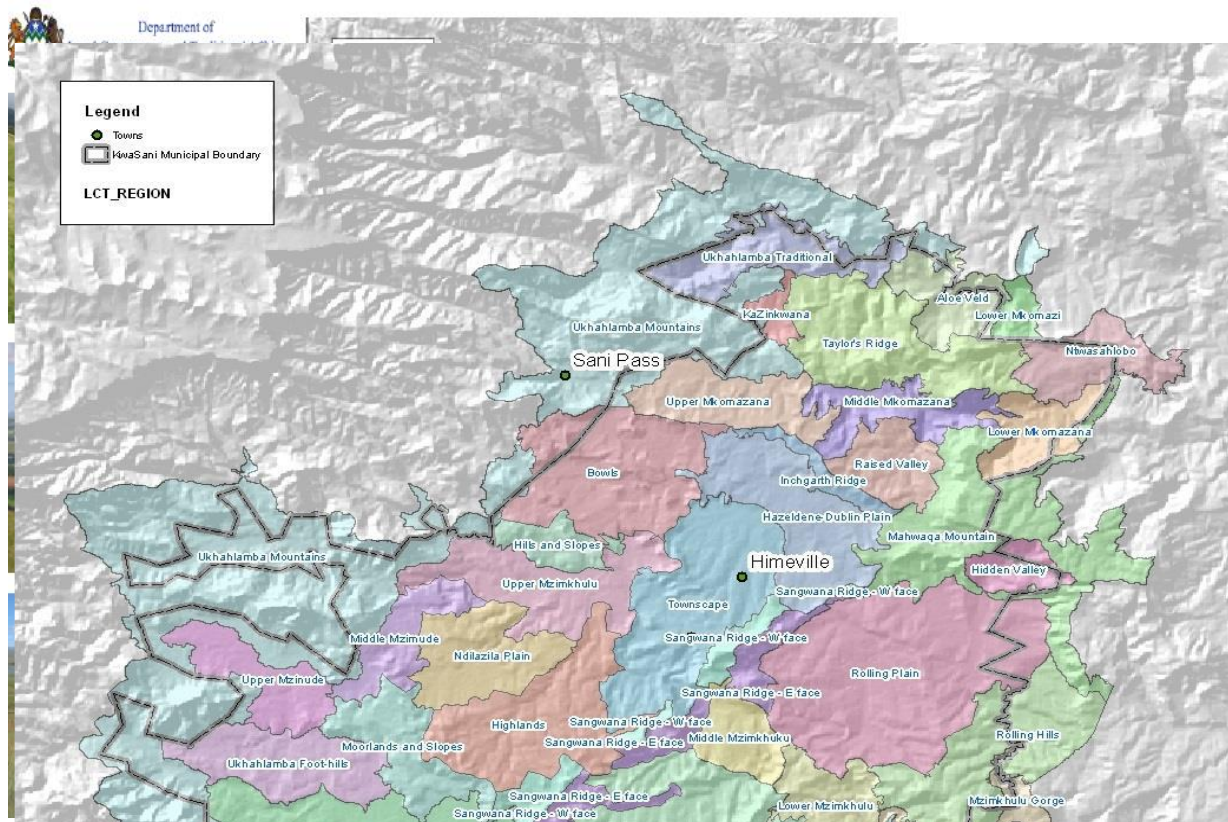 Department of
Legend
Towns
KwaSani Municipal Boundary
LCT_REGION
Ukhahlamba Traditional
Aloe Veld
KaZinkwana
Lower Mkomazi
Ukhahlamba Mountains
Taylor's Ridge
Ntwasahlobo
Sani Pass
Upper Mkomazana
Middle Mkomazana
Lower Mkomazana
Bowls
Raised Valley
Inchgarth Ridge
Hazeldene-Dublin Plain
Mahwaqa Mountain
Hills and Slopes
Ukhahlamba Mountains
Himeville
Hidden Valley
Upper Mzimkhulu
Sangwana Ridge - W face
Townscape
Middle Mzimude
Sangwana Ridge - W face
Ndilazila Plain
Rolling Plain
Upper Mzinude
Sangwana Ridge - E face
Highlands
Sangwana Ridge - W face
Rolling Hills
Moorlands and Slopes
Sangwana Ridge - E face
Middle Mzimkhuku
Ukhahlamba Foot-hills
Sangwana Ridge - E face
Mzimkhulu Gorge
Lower Mzimkhulu
Sangwana Ridge - W face